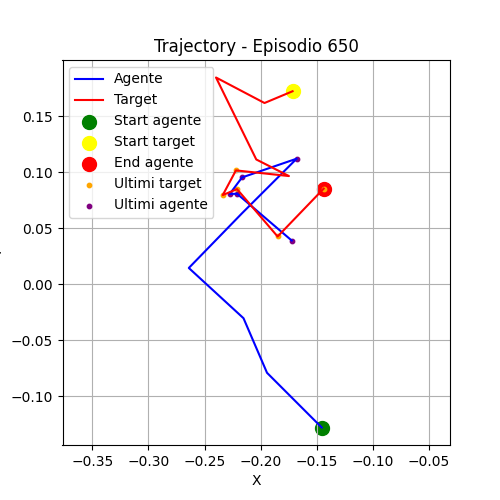 Trajectory - Episodio 650
Agente
Target
Start agente
Start target
End agente
Ultimi target
Ultimi agente
0.15
0.10
0.05
0.00
−0.05
−0.10
−0.35
−0.30
−0.25
−0.20
−0.15
−0.10
−0.05
X